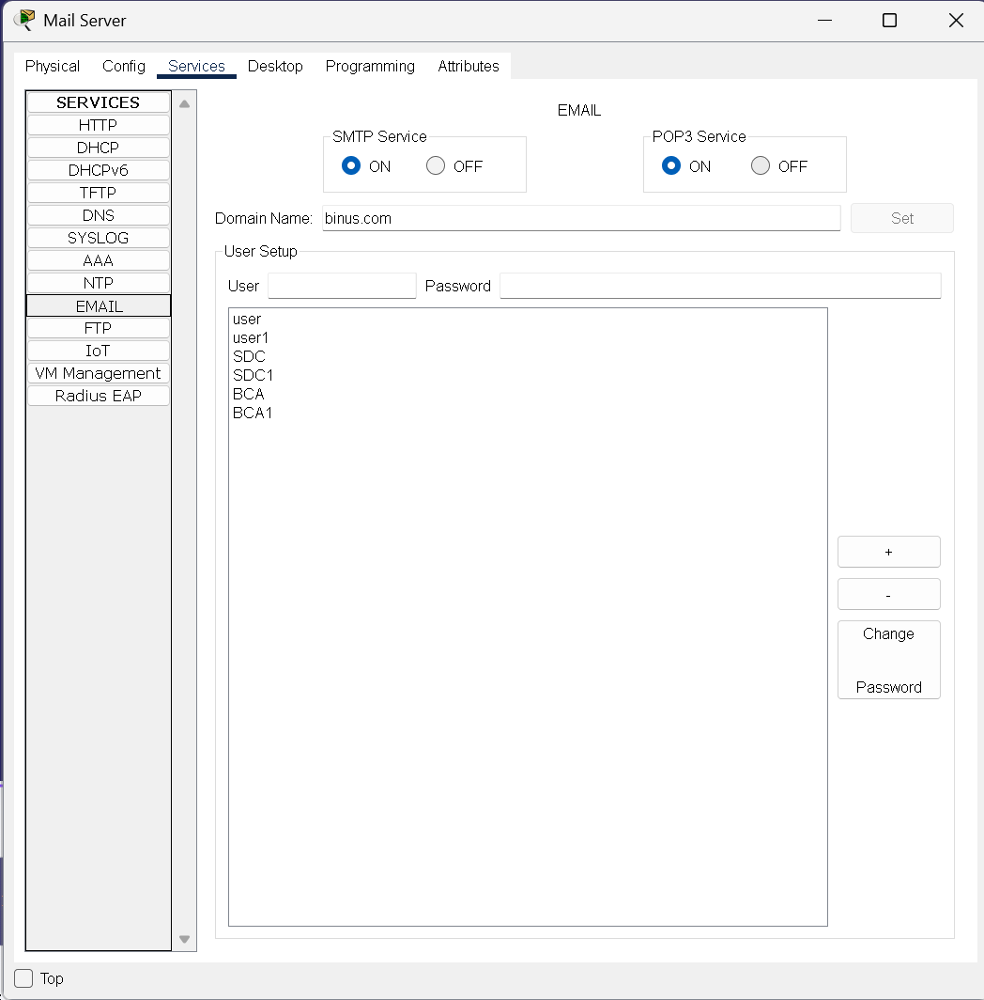 Mail Server
Physical Config Services Desktop Programming Attributes
SERVICES
HTTP
DHCP
DHCPv6
TFTP
DNS
SYSLOG
AAA
NTP
EMAIL
FTP
IoT
VM Management
Radius EAP
EMAIL
SMTP Service
ON OFF
POP3 Service
ON OFF
Domain Name: binus.com Set
User Setup
User Password
user
user1
SDC
SDC1
BCA
BCA1
+
-
Change
Password
Top